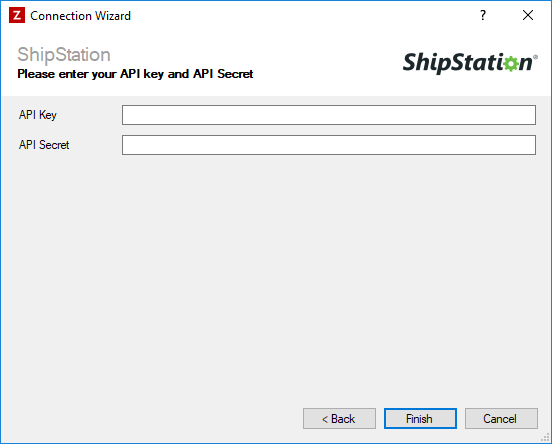 Z Connection Wizard ?
ShipStation
Please enter your API key and API Secret
ShipStation®
API Key
API Secret
< Back Finish Cancel